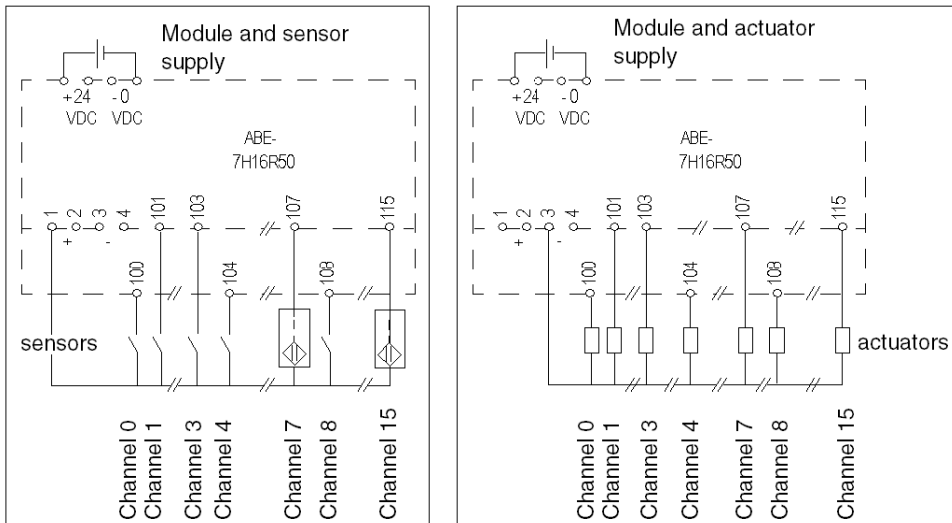 Module and sensor
supply
+24 - 0
VDC VDC
ABE-
7H16R50
1 2 3 4 101 103 107 115
+ -
100 104 108
sensors
Channel 0
Channel 1
Channel 3
Channel 4
Channel 7
Channel 8
Channel 15
Module and actuator
supply
+24 - 0
VDC VDC
ABE-
7H16R50
1 2 3 4 101 103 107 115
+ -
100 104 108
actuators
Channel 0
Channel 1
Channel 3
Channel 4
Channel 7
Channel 8
Channel 15